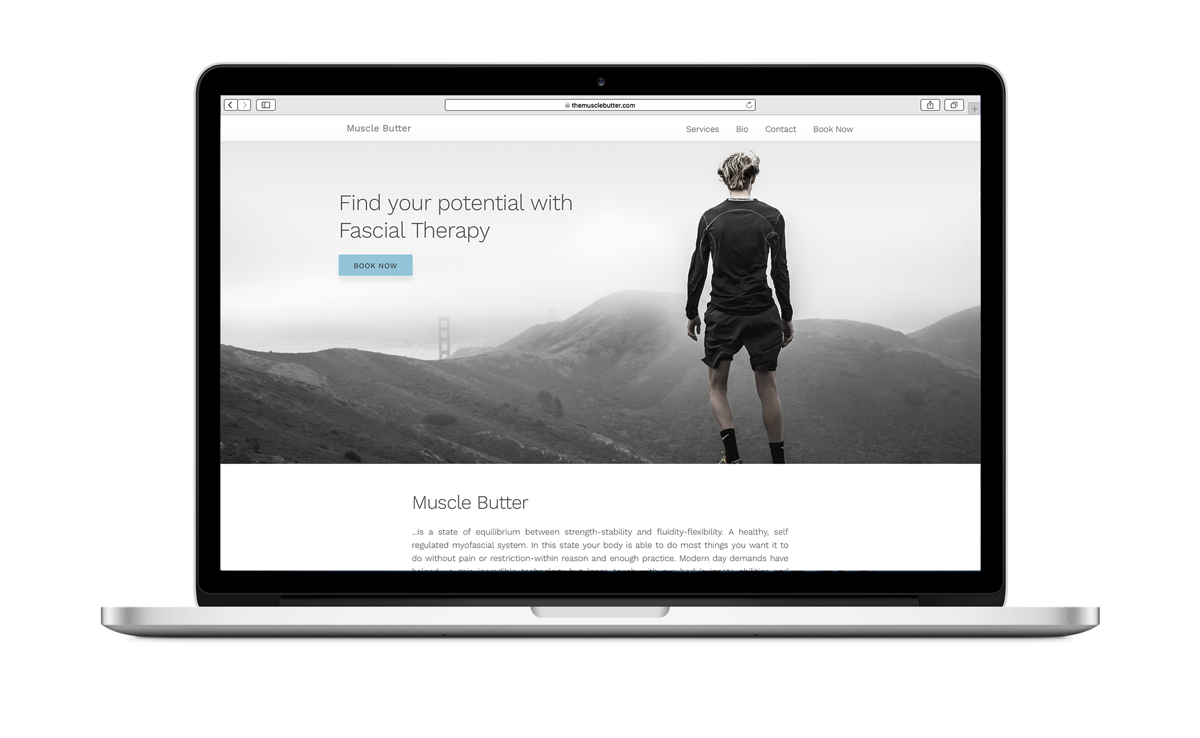 themusclebutter.com
Muscle Butter
Services Bio Contact Book Now
Find your potential with
Fascial Therapy
BOOK NOW
Muscle Butter
...is a state of equilibrium between strength-stability and fluidity-flexibility. A healthy, self
regulated myofascial system. In this state your body is able to do most things you want it to
do without pain or restriction-within reason and enough practice. Modern day demands have